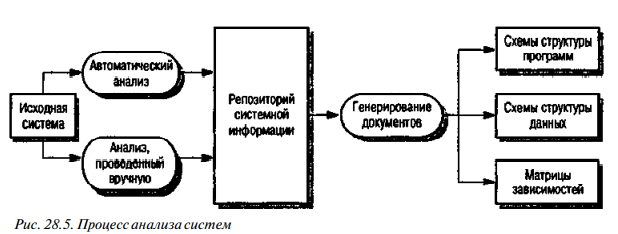 Исходная
система
Автоматический
анализ
Анализ,
проведенный
вручную
Репозиторий
системной
информации
Генерирование
документов
Схемы структуры
программ
Схемы структуры
данных
Матрицы
зависимостей
Рис. 28.5. Процесс анализа систем